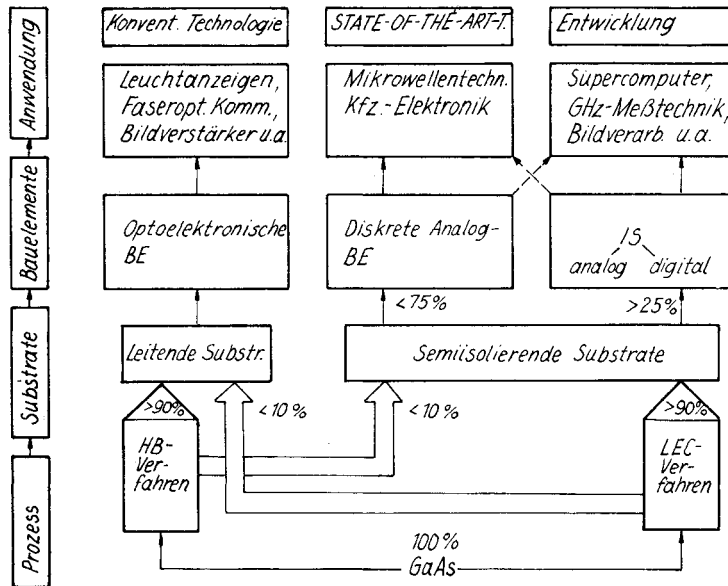 Konvent. Technologie
STATE-OF-THE-ART-T.
Entwicklung
Anwendung
Leuchtanzeigen,
Faseropt. Komm.,
Bildverstärker u.a.
Mikrowellentechn.
Kfz.-Elektronik
Supercomputer,
GHz-Meßtechnik,
Bildverarb. u.a.
Bauelemente
Optoelektronische
BE
Diskrete Analog-
BE
IS
analog digital
<75%
>25%
Substrate
Leitende Substr.
Semiisolierende Substrate
>90%
<10%
<10%
>90%
HB-
Ver-
fahren
LEC-
Ver-
fahren
Prozess
100%
GaAs